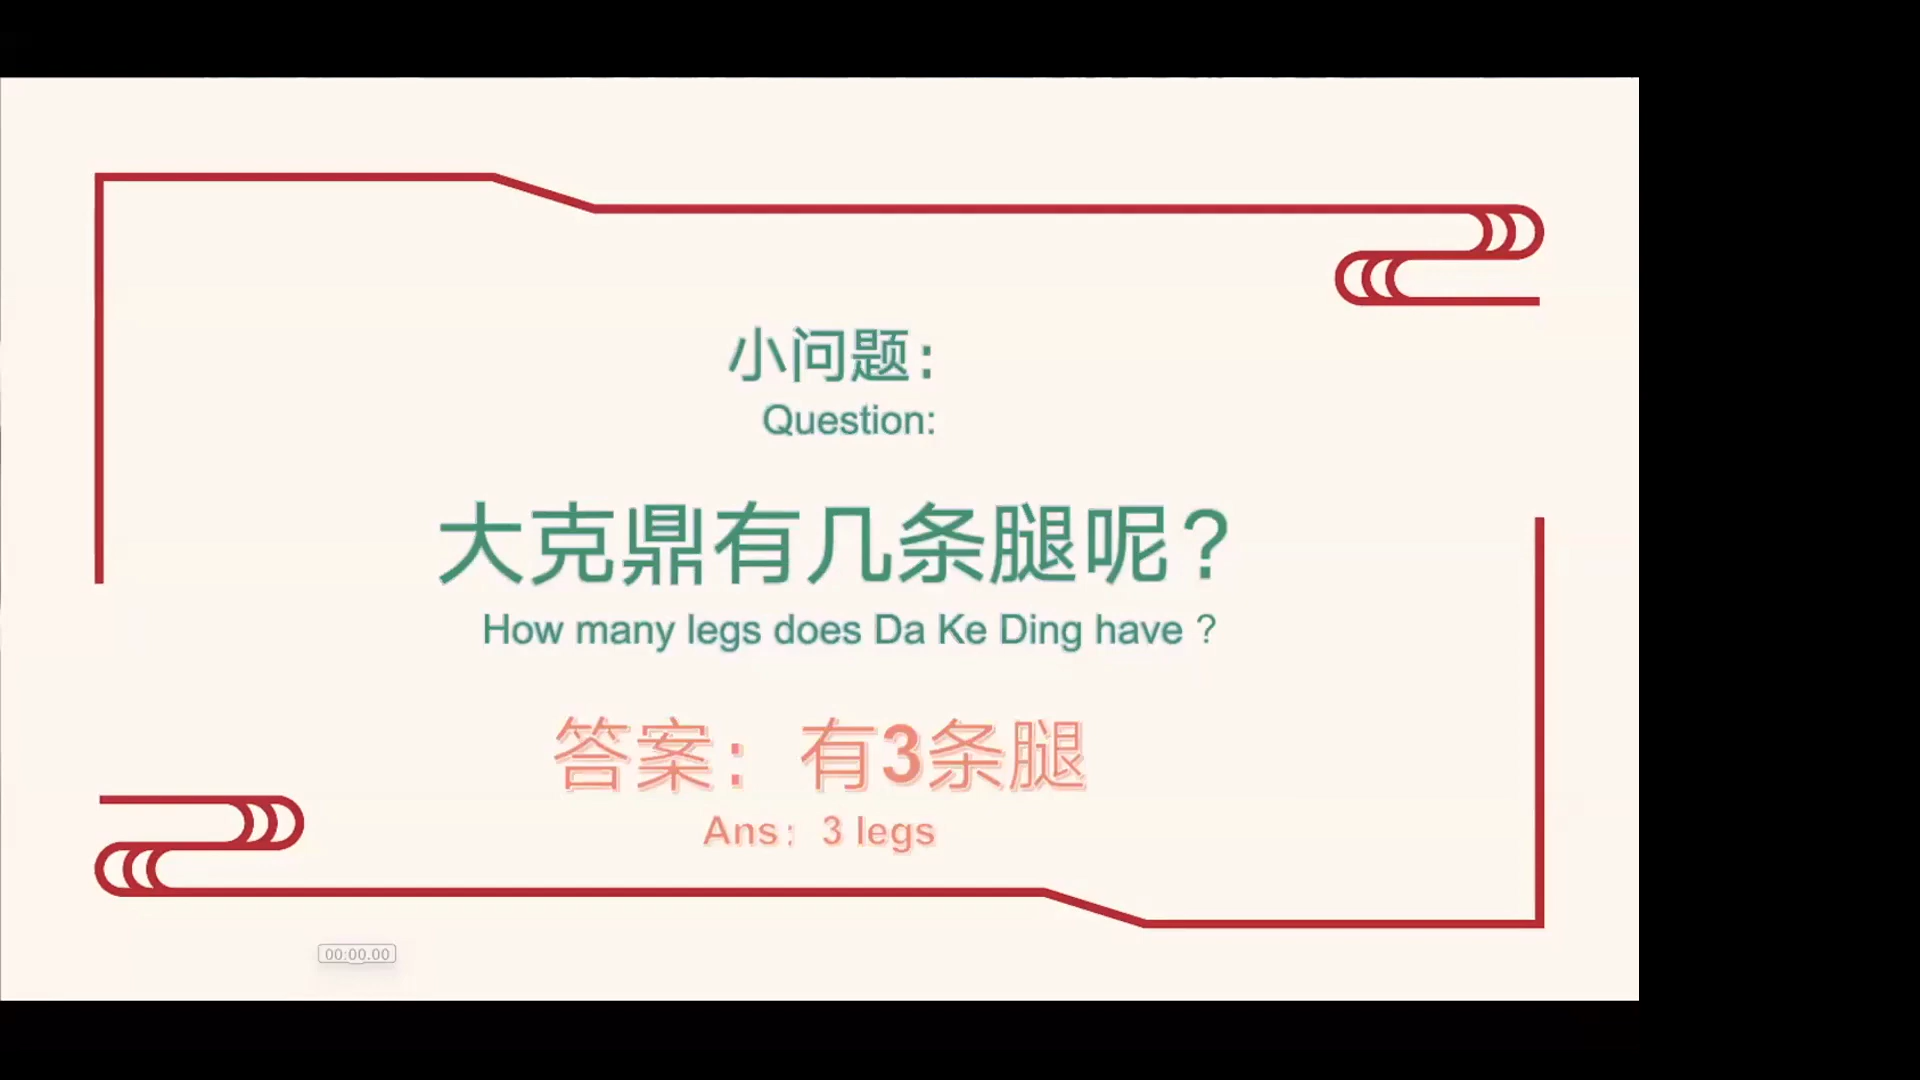 小问题：
Question:
大克鼎有几条腿呢？
How many legs does Da Ke Ding have ?
答案：有3条腿
Ans：3 legs
00:00.00